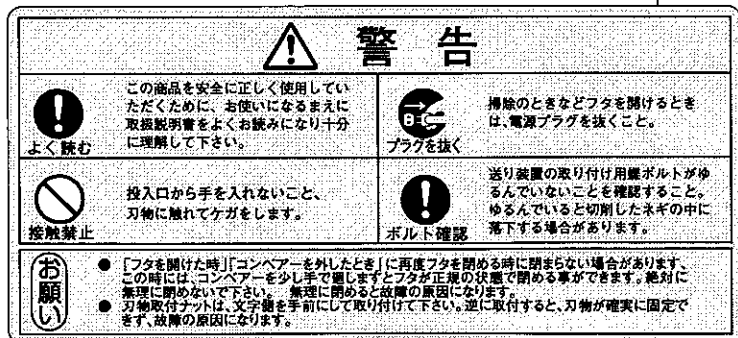 警告
この商品を安全に正しく使用してい
ただくために、お使いになるまえに
取扱説明書をよくお読みになり十分
に理解して下さい。
よく読む
掃除のときなどフタを開けるとき
は、電源プラグを抜くこと。
プラグを抜く
投入口から手を入れないこと、
刃物に触れてケガをします。
接触禁止
送り装置の取り付け用蝶ボルトがゆ
るんでいないことを確認すること。
ゆるんでいると切削したネギの中に
落下する場合があります。
ボルト確認
お願い
● 「フタを開けた時」「コンベアーを外したとき」に再度フタを閉める時に閉まらない場合があります、
この時には、コンベアーを少し手で廻しますとフタが正規の状態で閉める事ができます。絶対に
無理に閉めないで下さい。 無理に閉めると故障の原因になります。
● 刃物取付ナットは、文字側を手前にして取り付けて下さい。逆に取付すると、刃物が確実に固定で
きず、故障の原因になります。